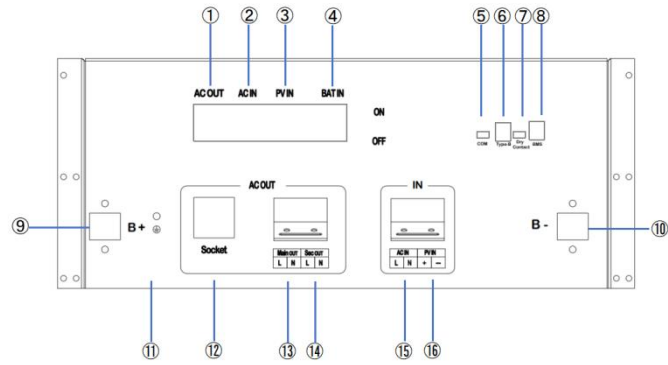 ① ② ③ ④ ⑤ ⑥ ⑦ ⑧
AC OUT AC IN PV IN BAT IN
ON
OFF
COM Type-B Dry Contact BMS
AC OUT
IN
⑨ B + B - ⑩
Socket
Main OUT Sec OUT
L N L N
AC IN PV IN
L N + −
⑪ ⑫ ⑬ ⑭ ⑮ ⑯